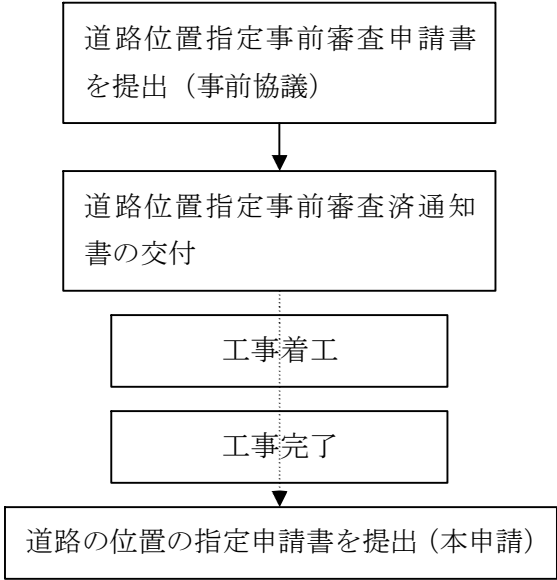 道路位置指定事前審査申請書
を提出（事前協議）
道路位置指定事前審査済通知
書の交付
工事着工
工事完了
道路の位置の指定申請書を提出（本申請）